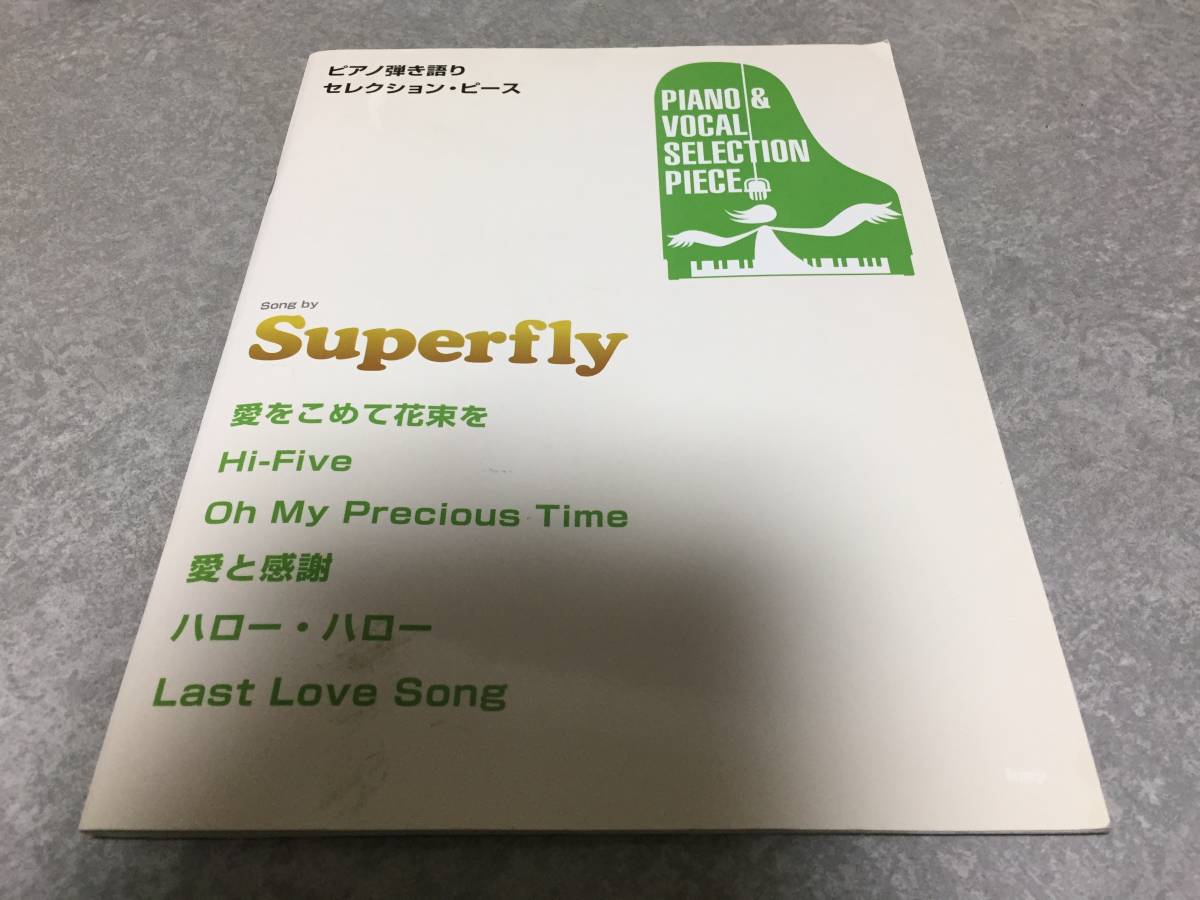 ピアノ弾き語り
セレクション・ピース
PIANO &
VOCAL
SELECTION
PIECE
Song by
Superfly
愛をこめて花束を
Hi-Five
Oh My Precious Time
愛と感謝
ハロー・ハロー
Last Love Song